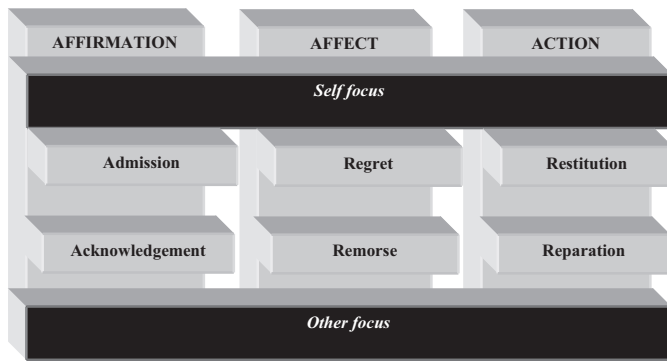 AFFIRMATION AFFECT ACTION
Self focus
Admission Regret Restitution
Acknowledgement Remorse Reparation
Other focus